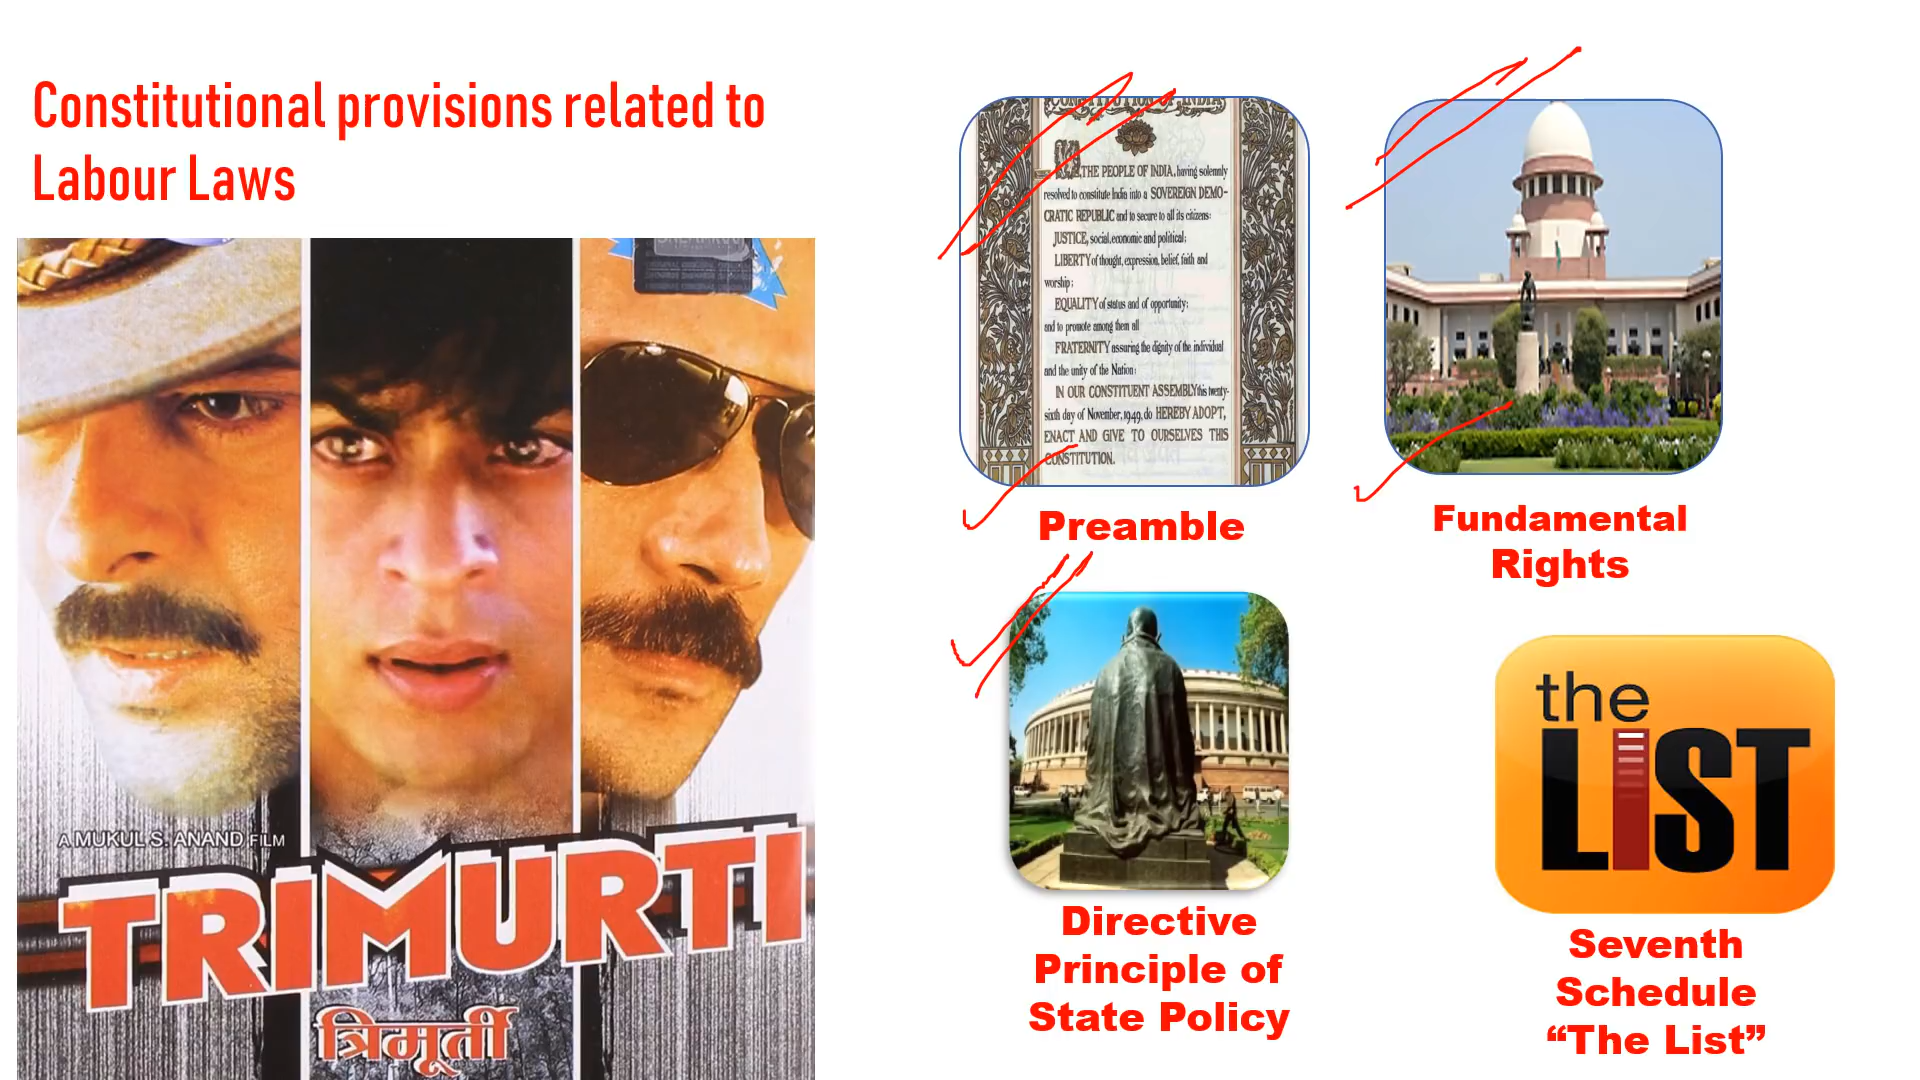 Constitutional provisions related to
Labour Laws
A MUKUL S. ANAND FILM
TRIMURTI
त्रिमूर्ती
CONSTITUTION OF INDIA
WE, THE PEOPLE OF INDIA, having solemnly
resolved to constitute India into a SOVEREIGN DEMO-
CRATIC REPUBLIC and to secure to all its citizens:
JUSTICE, social, economic and political;
LIBERTY of thought, expression, belief, faith and
worship;
EQUALITY of status and of opportunity;
and to promote among them all
FRATERNITY assuring the dignity of the individual
and the unity of the Nation;
IN OUR CONSTITUENT ASSEMBLY this twenty-
sixth day of November, 1949, do HEREBY ADOPT,
ENACT AND GIVE TO OURSELVES THIS
CONSTITUTION.
Preamble
Fundamental
Rights
Directive
Principle of
State Policy
the
LIST
Seventh
Schedule
“The List”